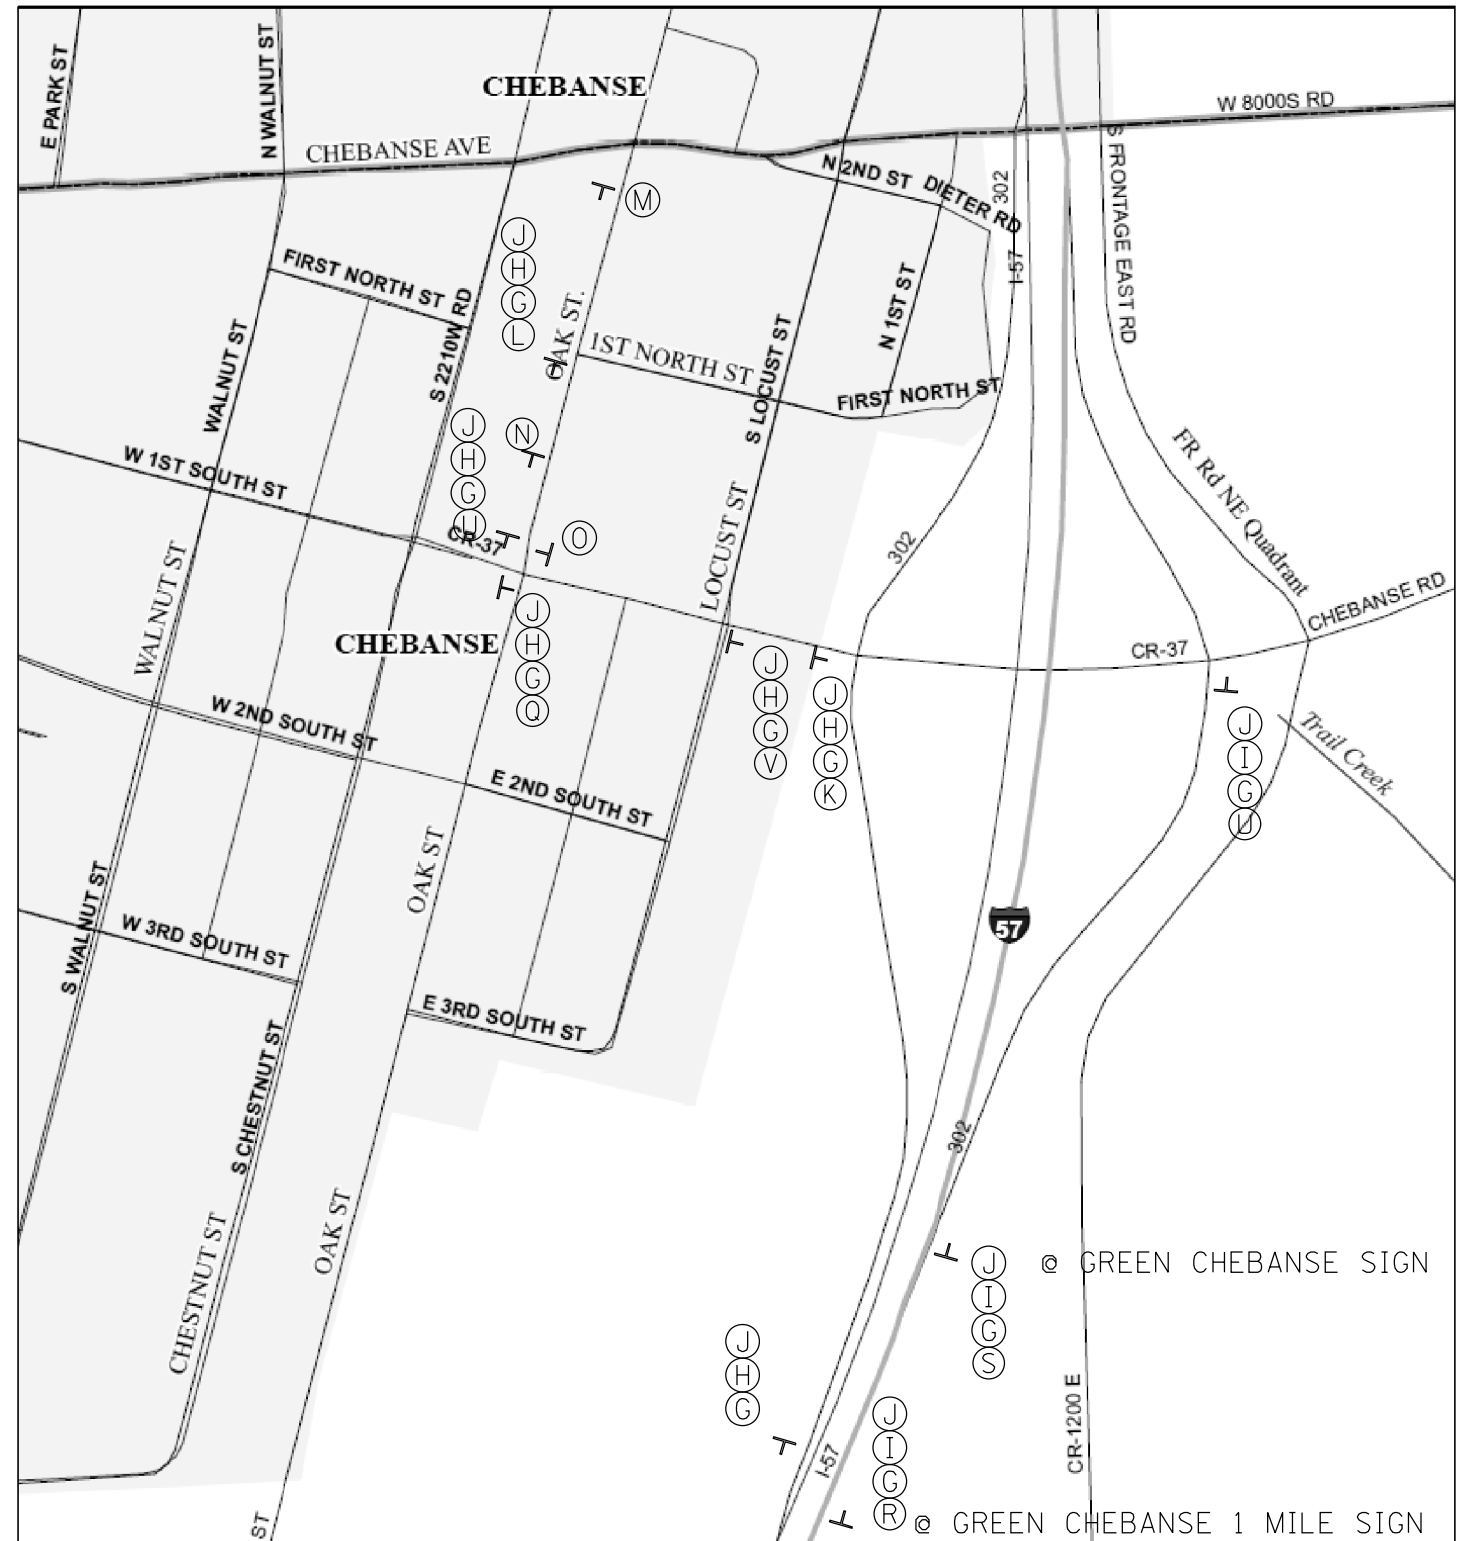 E PARK ST
N WALNUT ST
CHEBANSE
W 8000S RD
CHEBANSE AVE
N 2ND ST
DIETER RD
302
S FRONTAGE EAST RD
M
J
H
G
L
FIRST NORTH ST
I-57
N 1ST ST
S 2210W RD
OAK ST.
1ST NORTH ST
S LOCUST ST
WALNUT ST
FIRST NORTH ST
W 1ST SOUTH ST
J
H
G
U
N
CR-37
O
LOCUST ST
302
FR Rd NE Quadrant
WALNUT ST
CHEBANSE
J
H
G
Q
CHEBANSE RD
CR-37
J
H
G
V
J
H
G
K
J
I
G
U
Trail Creek
W 2ND SOUTH ST
E 2ND SOUTH ST
OAK ST
S WALNUT ST
W 3RD SOUTH ST
57
E 3RD SOUTH ST
S CHESTNUT ST
302
OAK ST
CHESTNUT ST
J
I
G
S
@ GREEN CHEBANSE SIGN
J
H
G
I-57
CR-1200 E
J
I
G
R
@ GREEN CHEBANSE 1 MILE SIGN
ST